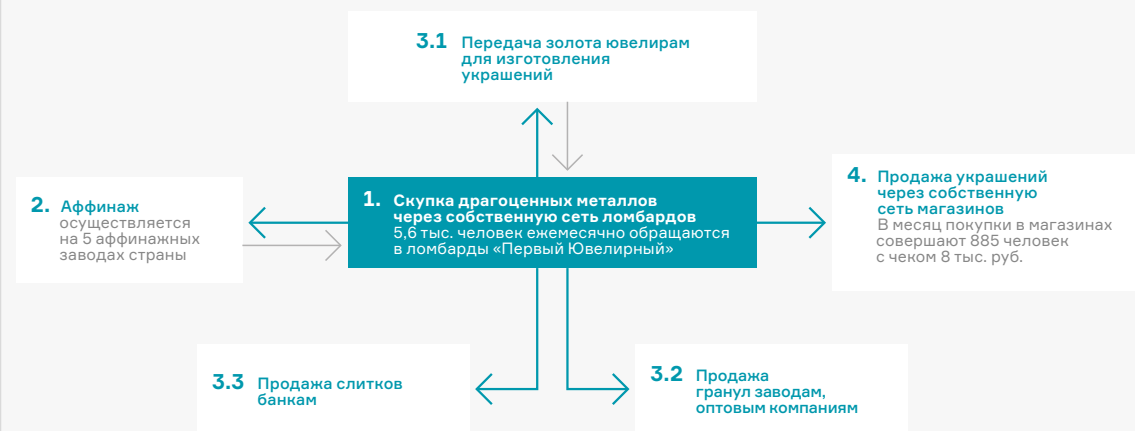 3.1 Передача золота ювелирам
для изготовления
украшений
2. Аффинаж
осуществляется
на 5 аффинажных
заводах страны
1. Скупка драгоценных металлов
через собственную сеть ломбардов
5,6 тыс. человек ежемесячно обращаются
в ломбарды «Первый Ювелирный»
4. Продажа украшений
через собственную
сеть магазинов
В месяц покупки в магазинах
совершают 885 человек
с чеком 8 тыс. руб.
3.3 Продажа слитков
банкам
3.2 Продажа
гранул заводам,
оптовым компаниям